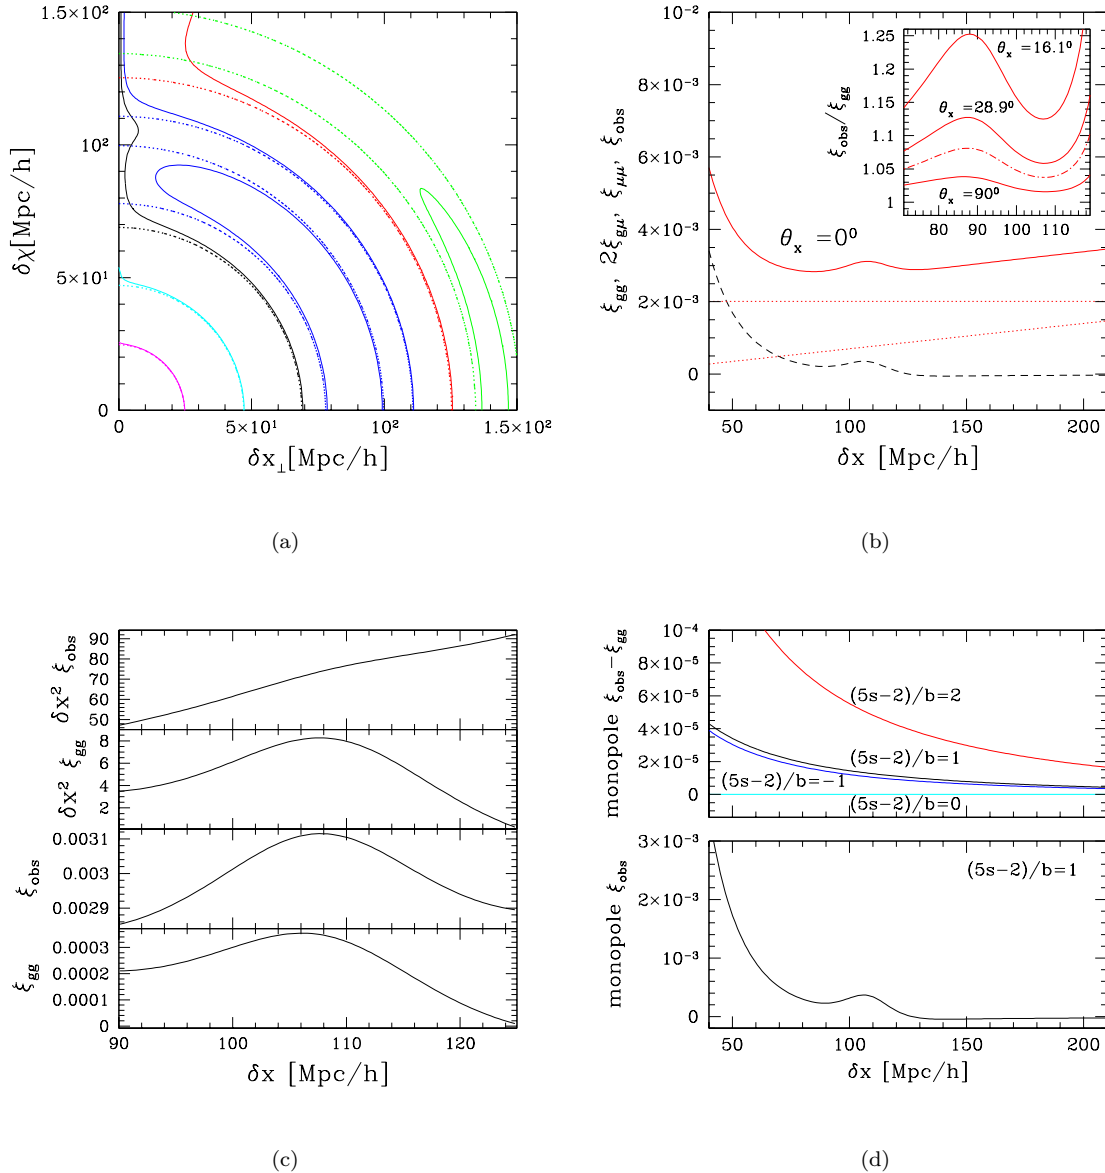 1.5×10²
10²
5×10¹
0
δχ[Mpc/h]
0
5×10¹
10²
1.5×10²
δx⊥[Mpc/h]
(a)
10⁻²
8×10⁻³
6×10⁻³
4×10⁻³
2×10⁻³
0
ξgg, 2ξgμ, ξμμ, ξobs
θx =0⁰
50
100
150
200
δx [Mpc/h]
1.25
1.2
1.15
1.1
1.05
1
ξobs/ξgg
θx =16.1⁰
θx =28.9⁰
θx=90⁰
80
90
100
110
(b)
90
80
70
60
50
δx² ξobs
8
6
4
2
δx² ξgg
0.0031
0.003
0.0029
ξobs
0.0003
0.0002
0.0001
0
ξgg
90
100
110
120
δx [Mpc/h]
(c)
10⁻⁴
8×10⁻⁵
6×10⁻⁵
4×10⁻⁵
2×10⁻⁵
0
monopole ξobs−ξgg
(5s−2)/b=2
(5s−2)/b=1
(5s−2)/b=−1
(5s−2)/b=0
3×10⁻³
2×10⁻³
10⁻³
0
monopole ξobs
(5s−2)/b=1
50
100
150
200
δx [Mpc/h]
(d)